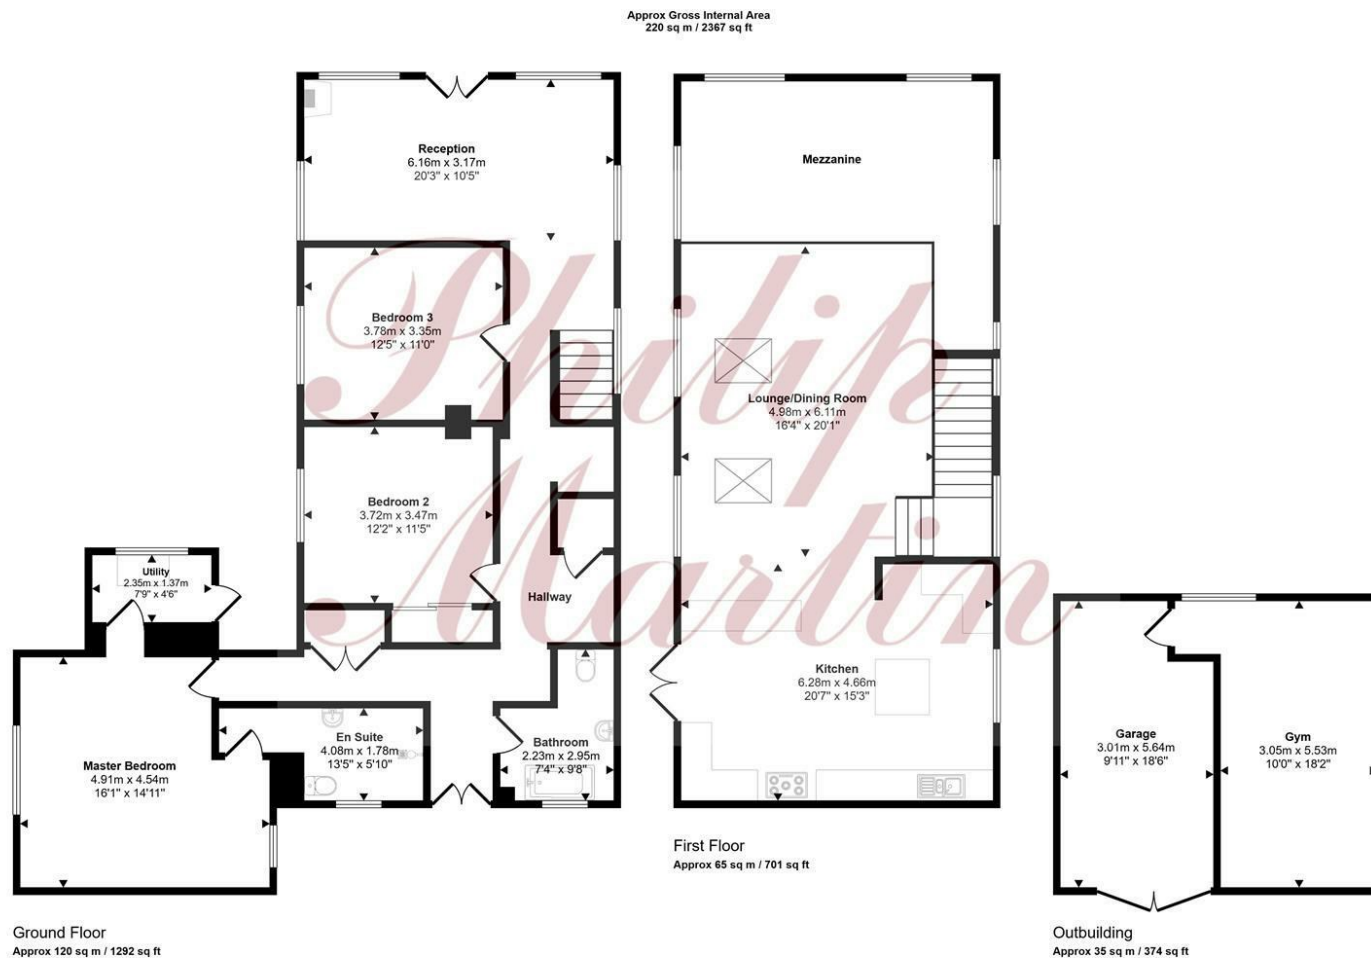 Approx Gross Internal Area
220 sq m / 2367 sq ft
Reception
6.16m x 3.17m
20'3" x 10'5"
Bedroom 3
3.78m x 3.35m
12'5" x 11'0"
Bedroom 2
3.72m x 3.47m
12'2" x 11'5"
Utility
2.35m x 1.37m
7'9" x 4'6"
Hallway
En Suite
4.08m x 1.78m
13'5" x 5'10"
Bathroom
2.23m x 2.95m
7'4" x 9'8"
Master Bedroom
4.91m x 4.54m
16'1" x 14'11"
Ground Floor
Approx 120 sq m / 1292 sq ft
Mezzanine
Lounge/Dining Room
4.98m x 6.11m
16'4" x 20'1"
Kitchen
6.28m x 4.66m
20'7" x 15'3"
First Floor
Approx 65 sq m / 701 sq ft
Garage
3.01m x 5.64m
9'11" x 18'6"
Gym
3.05m x 5.53m
10'0" x 18'2"
Outbuilding
Approx 35 sq m / 374 sq ft
Philip
Martin